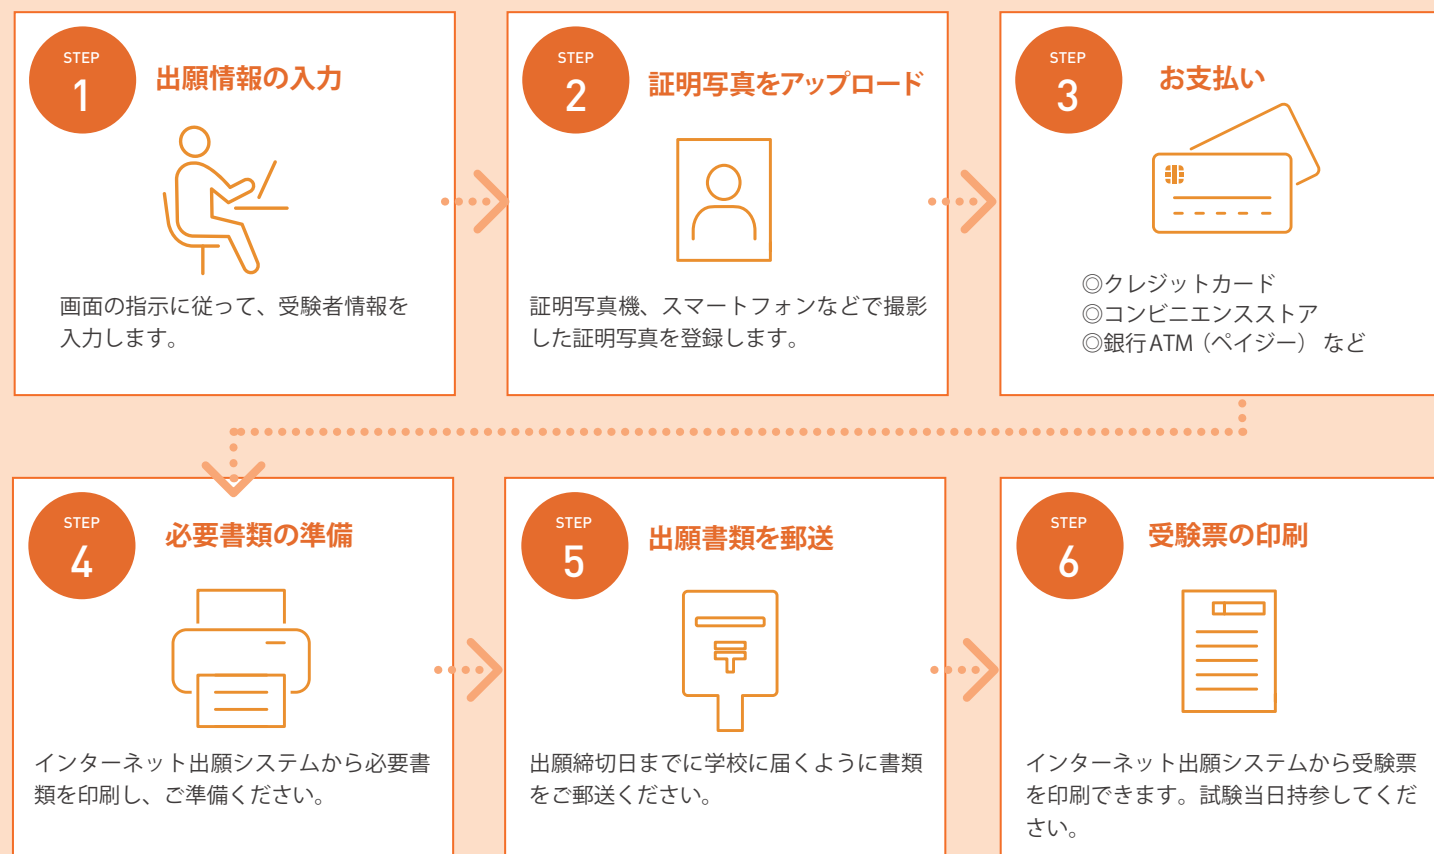 STEP
1
出願情報の入力
画面の指示に従って、受験者情報を
入力します。
STEP
2
証明写真をアップロード
証明写真機、スマートフォンなどで撮影
した証明写真を登録します。
STEP
3
お支払い
◎クレジットカード
◎コンビニエンスストア
◎銀行ATM（ペイジー） など
STEP
4
必要書類の準備
インターネット出願システムから必要書
類を印刷し、ご準備ください。
STEP
5
出願書類を郵送
〒
出願締切日までに学校に届くように書類
をご郵送ください。
STEP
6
受験票の印刷
インターネット出願システムから受験票
を印刷できます。試験当日持参してくだ
さい。